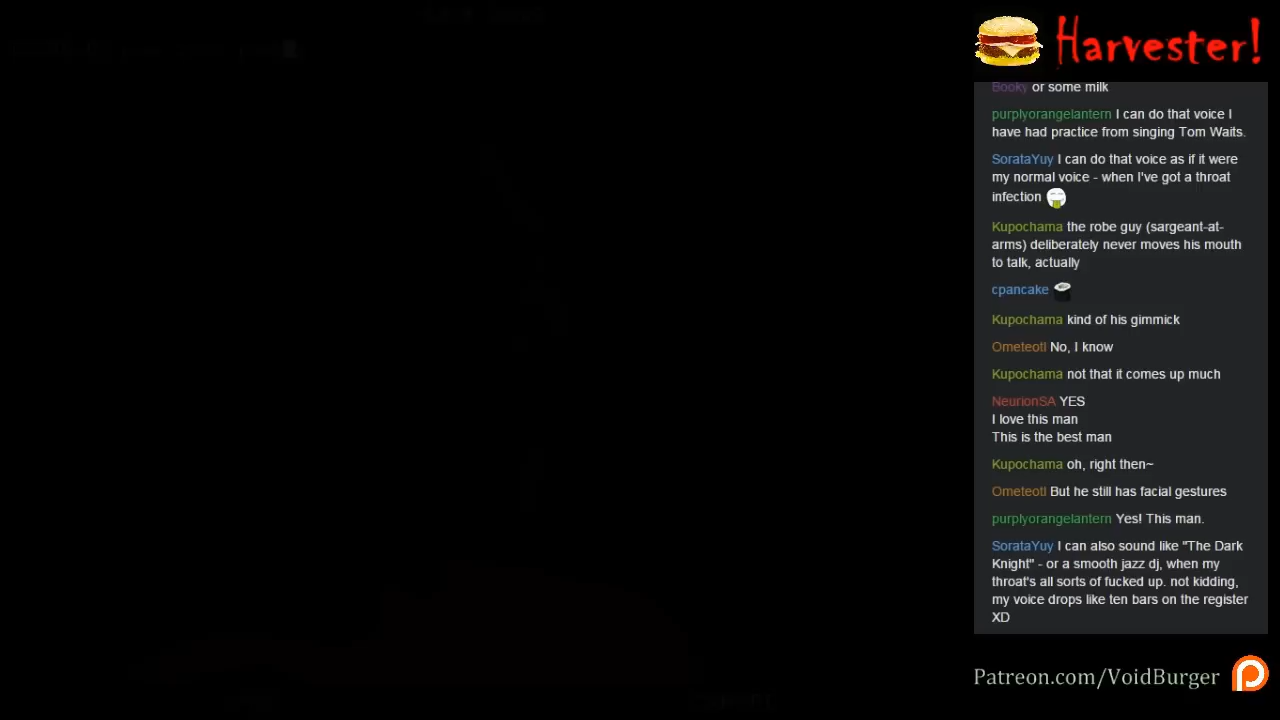 Harvester!
Booky or some milk
purplyorangelantern I can do that voice I
have had practice from singing Tom Waits.
SorataYuy I can do that voice as if it were
my normal voice - when I've got a throat
infection
Kupochama the robe guy (sargeant-at-
arms) deliberately never moves his mouth
to talk, actually
cpancake
Kupochama kind of his gimmick
Ometeotl No, I know
Kupochama not that it comes up much
NeurionSA YES
I love this man
This is the best man
Kupochama oh, right then~
Ometeotl But he still has facial gestures
purplyorangelantern Yes! This man.
SorataYuy I can also sound like "The Dark
Knight" - or a smooth jazz dj, when my
throat's all sorts of fucked up. not kidding,
my voice drops like ten bars on the register
XD
Patreon.com/VoidBurger